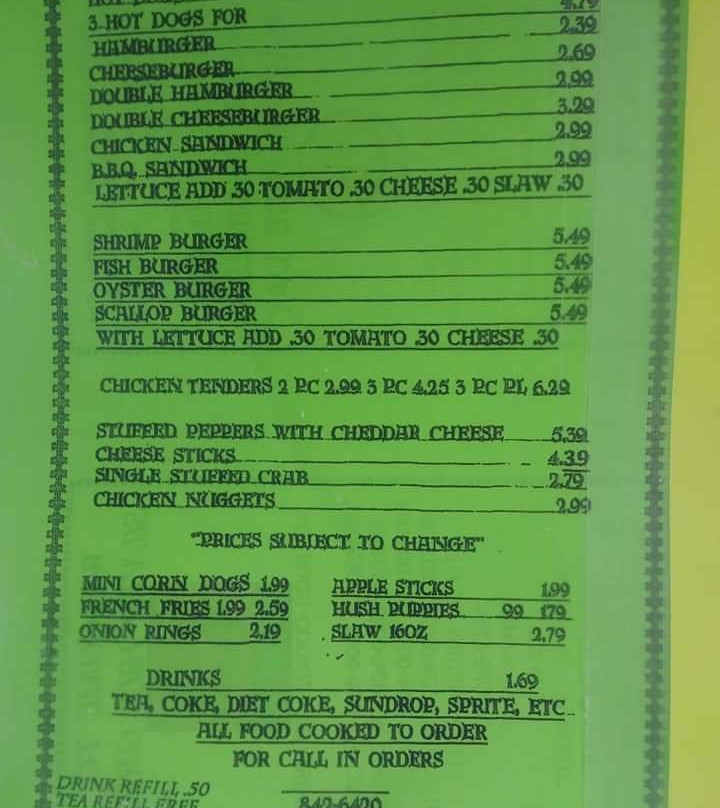 3 HOT DOGS FOR 4.79
HAMBURGER 2.39
CHEESEBURGER 2.69
DOUBLE HAMBURGER 2.99
DOUBLE CHEESEBURGER 3.29
CHICKEN SANDWICH 2.99
B.B.Q. SANDWICH 2.99
LETTUCE ADD .30 TOMATO .30 CHEESE .30 SLAW .30
SHRIMP BURGER 5.49
FISH BURGER 5.49
OYSTER BURGER 5.49
SCALLOP BURGER 5.49
WITH LETTUCE ADD .30 TOMATO .30 CHEESE .30
CHICKEN TENDERS 2 PC 2.99 3 PC 4.25 3 PC PL 6.29
STUFFED PEPPERS WITH CHEDDAR CHEESE 5.39
CHEESE STICKS 4.39
SINGLE STUFFED CRAB 2.79
CHICKEN NUGGETS 2.99
"PRICES SUBJECT TO CHANGE"
MINI CORN DOGS 1.99 APPLE STICKS 1.99
FRENCH FRIES 1.99 2.59 HUSH PUPPIES 99 179
ONION RINGS 2.19 SLAW 16OZ 2.79
DRINKS 1.69
TEA, COKE, DIET COKE, SUNDROP, SPRITE, ETC
ALL FOOD COOKED TO ORDER
FOR CALL IN ORDERS
DRINK REFILL .50
TEA REFILL FREE
842-6420